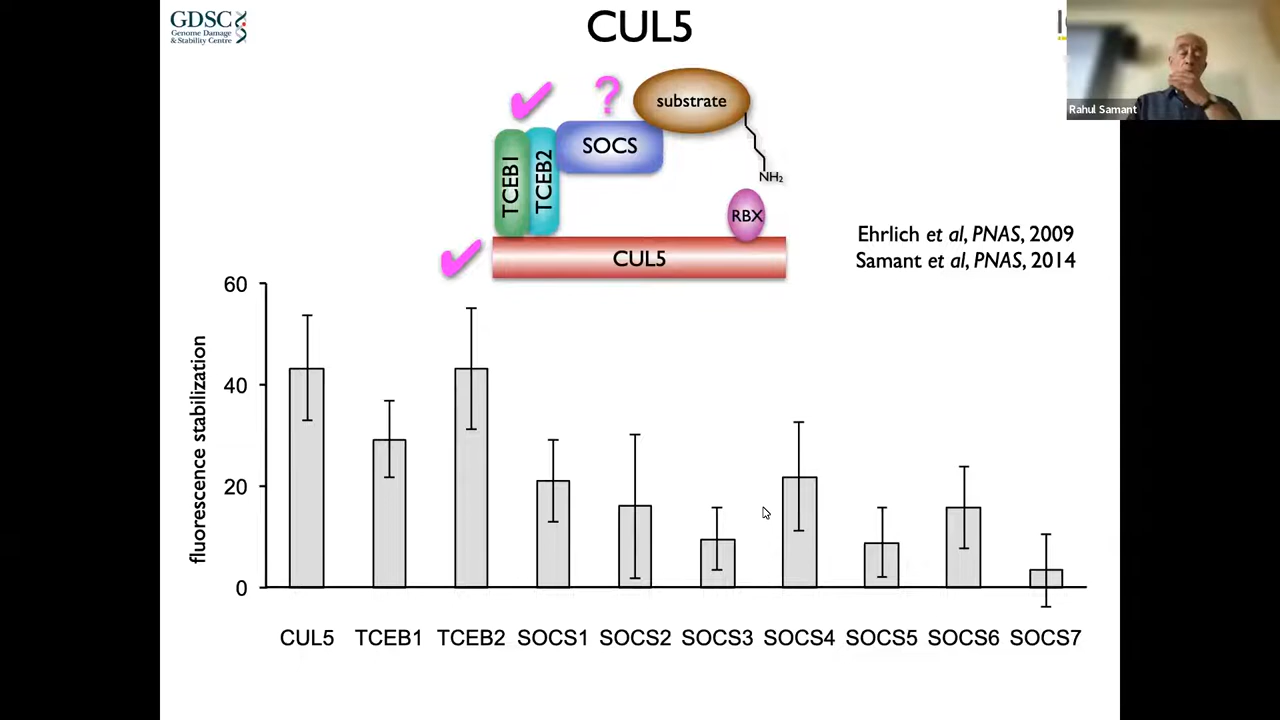 GDSC
Genome Damage
& Stability Centre
CUL5
Rahul Samant
substrate
?
SOCS
TCEB1
TCEB2
NH2
RBX
CUL5
Ehrlich et al, PNAS, 2009
Samant et al, PNAS, 2014
fluorescence stabilization
60
40
20
0
CUL5 TCEB1 TCEB2 SOCS1 SOCS2 SOCS3 SOCS4 SOCS5 SOCS6 SOCS7